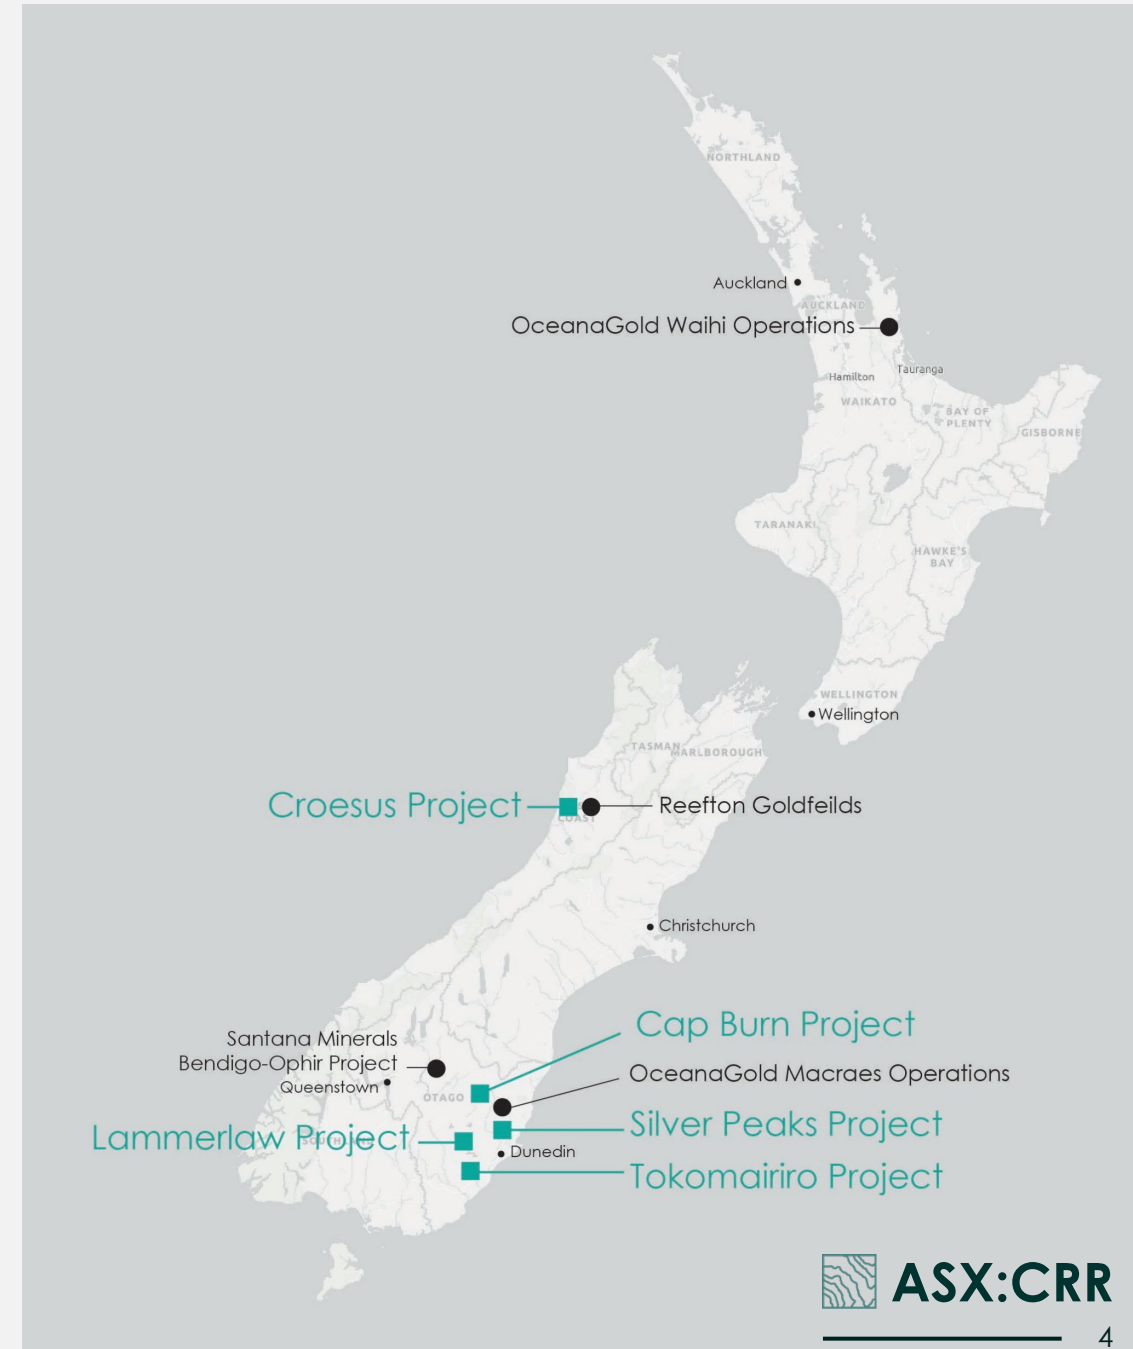 NORTHLAND
Auckland
AUCKLAND
OceanaGold Waihi Operations
Tauranga
Hamilton
WAIKATO
BAY OF
PLENTY
GISBORNE
TARANAKI
HAWKE'S
BAY
WELLINGTON
Wellington
TASMAN
MARLBOROUGH
Croesus Project
Reefton Goldfeilds
COAST
Christchurch
Cap Burn Project
Santana Minerals
Bendigo-Ophir Project
OceanaGold Macraes Operations
Queenstown
OTAGO
Silver Peaks Project
Lammerlaw Project
SOUTHLAND
Dunedin
Tokomairiro Project
ASX:CRR
4